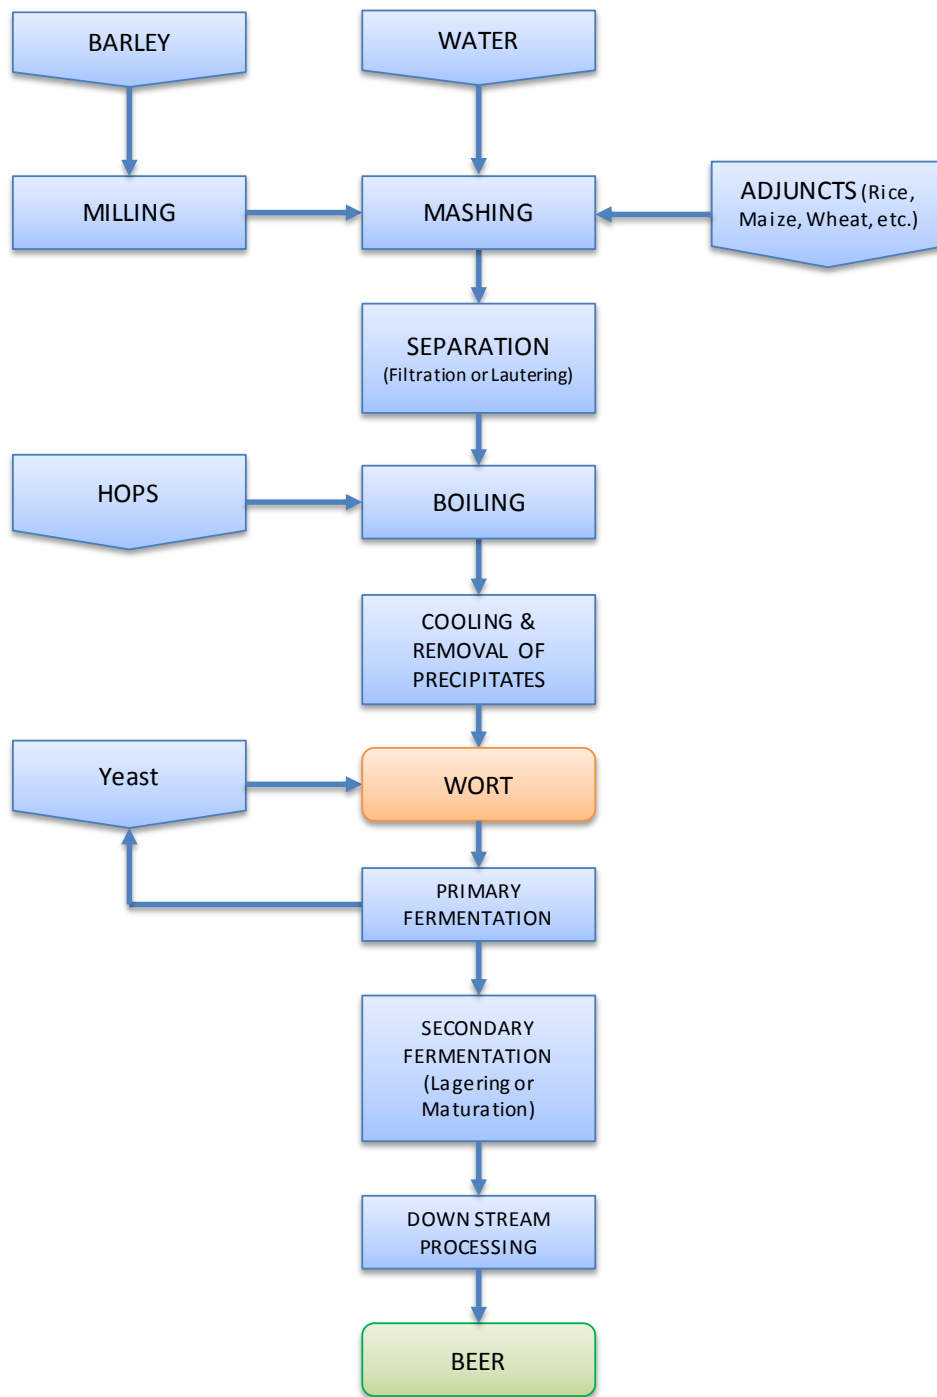 BARLEY
WATER
MILLING
MASHING
ADJUNCTS (Rice,
Maize, Wheat, etc.)
SEPARATION
(Filtration or Lautering)
HOPS
BOILING
COOLING &
REMOVAL OF
PRECIPITATES
Yeast
WORT
PRIMARY
FERMENTATION
SECONDARY
FERMENTATION
(Lagering or
Maturation)
DOWN STREAM
PROCESSING
BEER